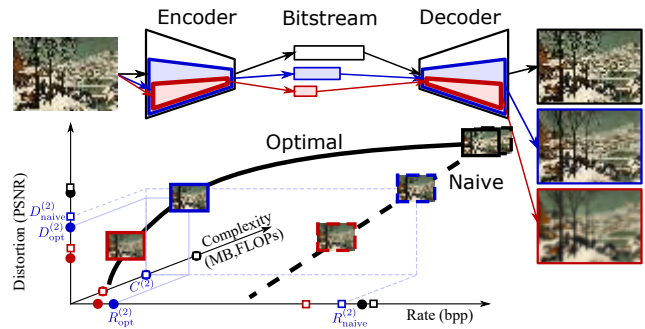 Encoder Bitstream Decoder
Optimal
Naive
Distortion (PSNR)
D_naive^(2)
D_opt^(2)
Complexity
(MB,FLOPs)
C^(2)
R_opt^(2)
R_naive^(2)
Rate (bpp)